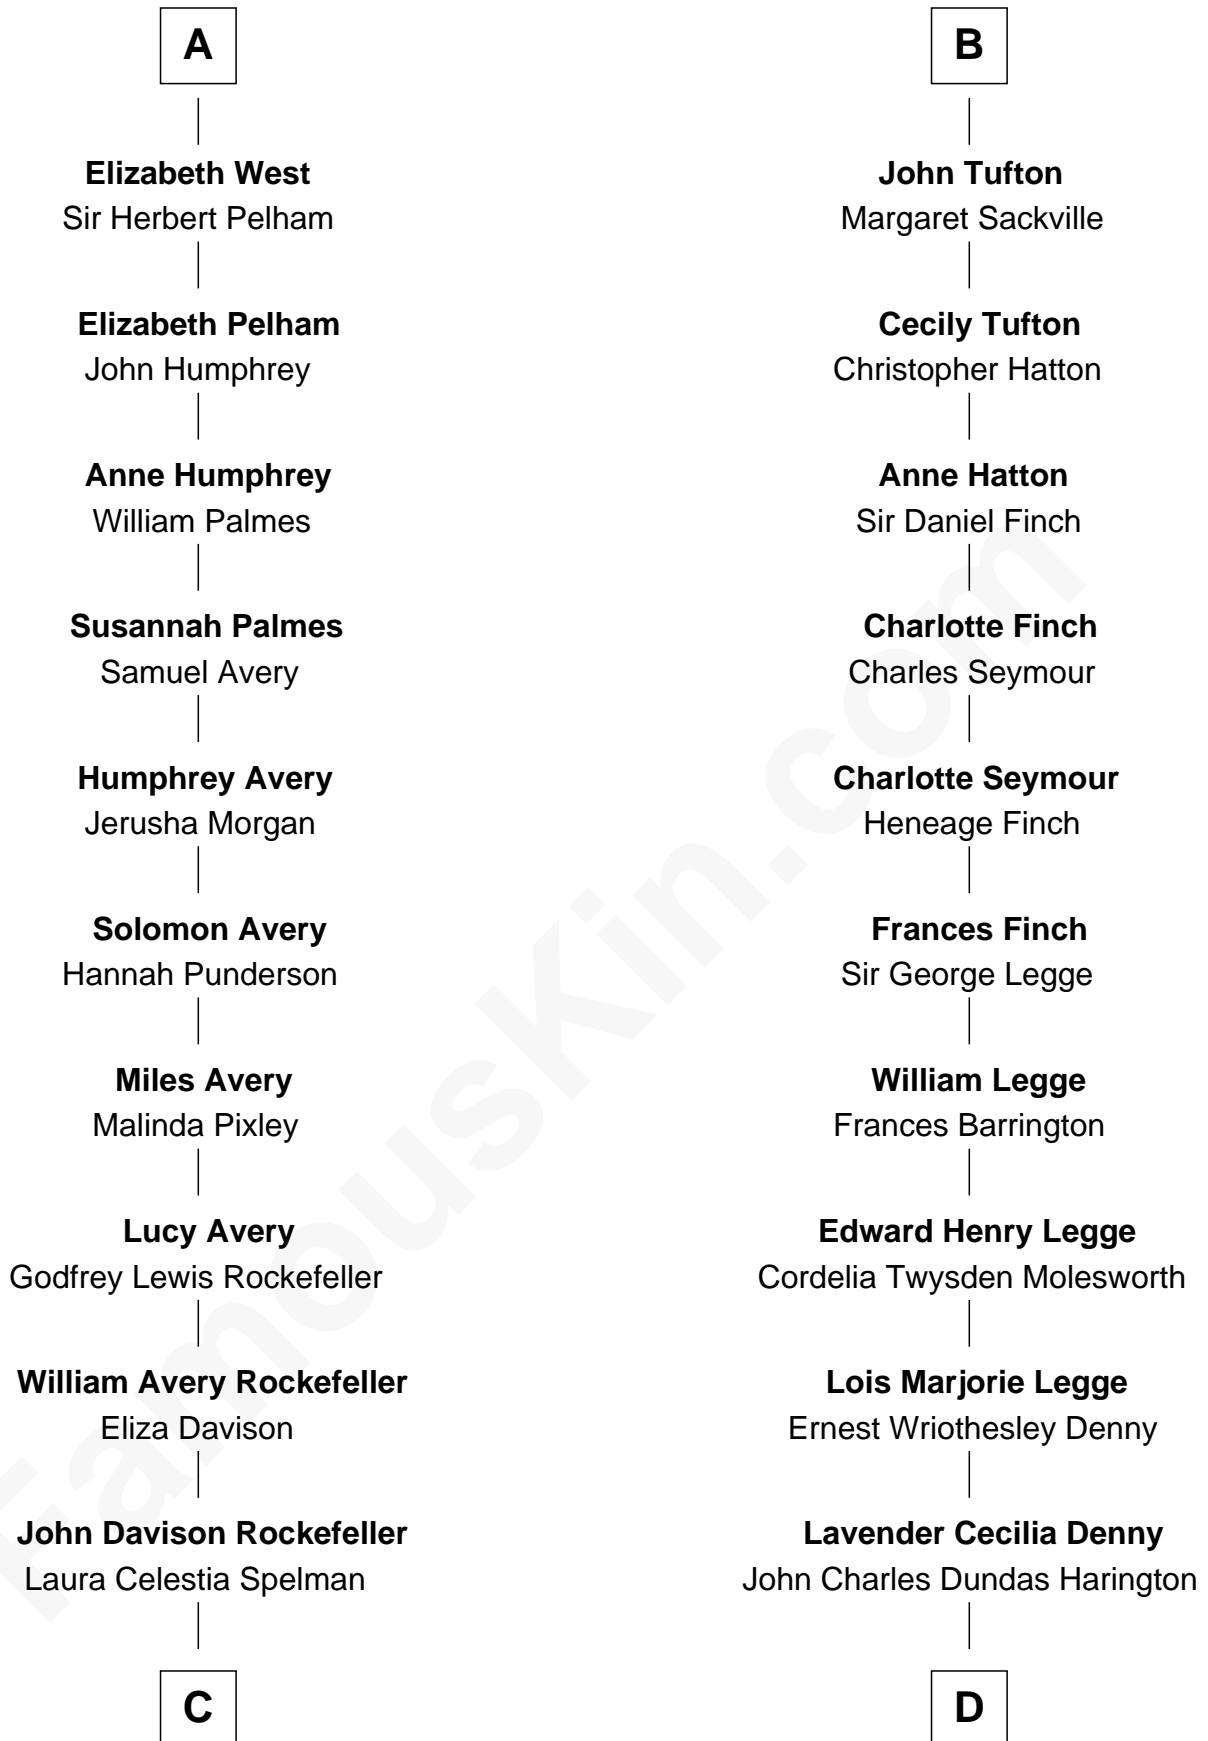 A
Elizabeth West
Sir Herbert Pelham
Elizabeth Pelham
John Humphrey
Anne Humphrey
William Palmes
Susannah Palmes
Samuel Avery
Humphrey Avery
Jerusha Morgan
Solomon Avery
Hannah Punderson
Miles Avery
Malinda Pixley
Lucy Avery
Godfrey Lewis Rockefeller
William Avery Rockefeller
Eliza Davison
John Davison Rockefeller
Laura Celestia Spelman
C
B
John Tufton
Margaret Sackville
Cecily Tufton
Christopher Hatton
Anne Hatton
Sir Daniel Finch
Charlotte Finch
Charles Seymour
Charlotte Seymour
Heneage Finch
Frances Finch
Sir George Legge
William Legge
Frances Barrington
Edward Henry Legge
Cordelia Twysden Molesworth
Lois Marjorie Legge
Ernest Wriothesley Denny
Lavender Cecilia Denny
John Charles Dundas Harington
D
FamousKin.com